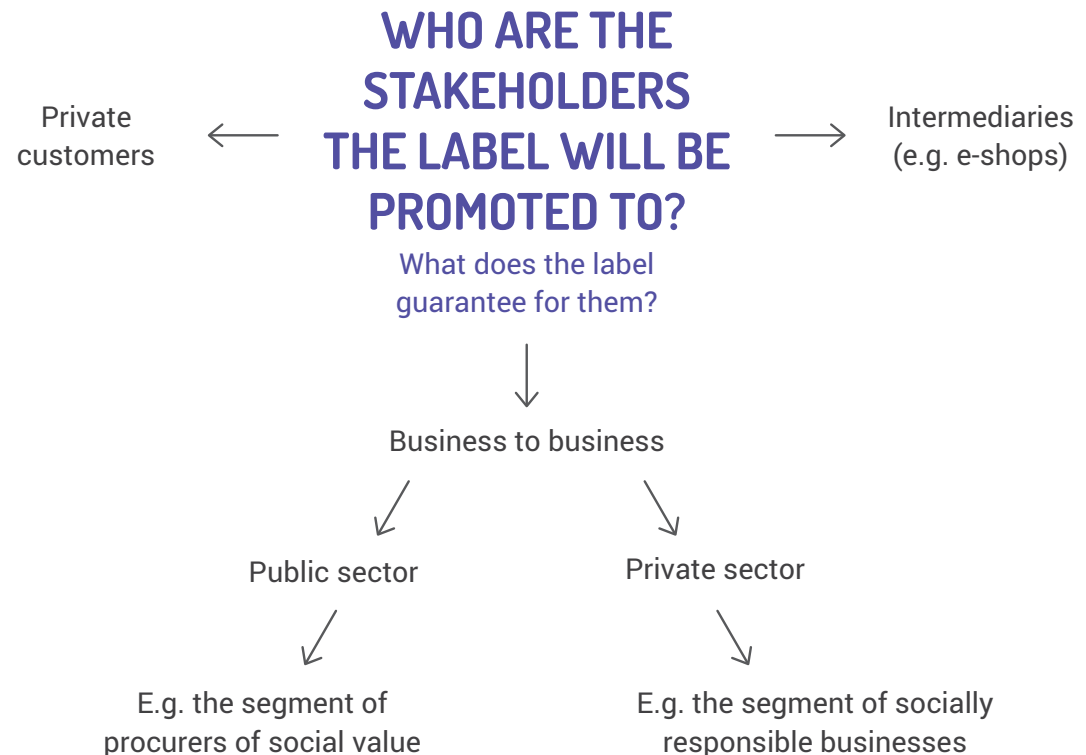 WHO ARE THE
STAKEHOLDERS
THE LABEL WILL BE
PROMOTED TO?
What does the label
guarantee for them?
Private
customers
Intermediaries
(e.g. e-shops)
Business to business
Public sector
Private sector
E.g. the segment of
procurers of social value
E.g. the segment of socially
responsible businesses